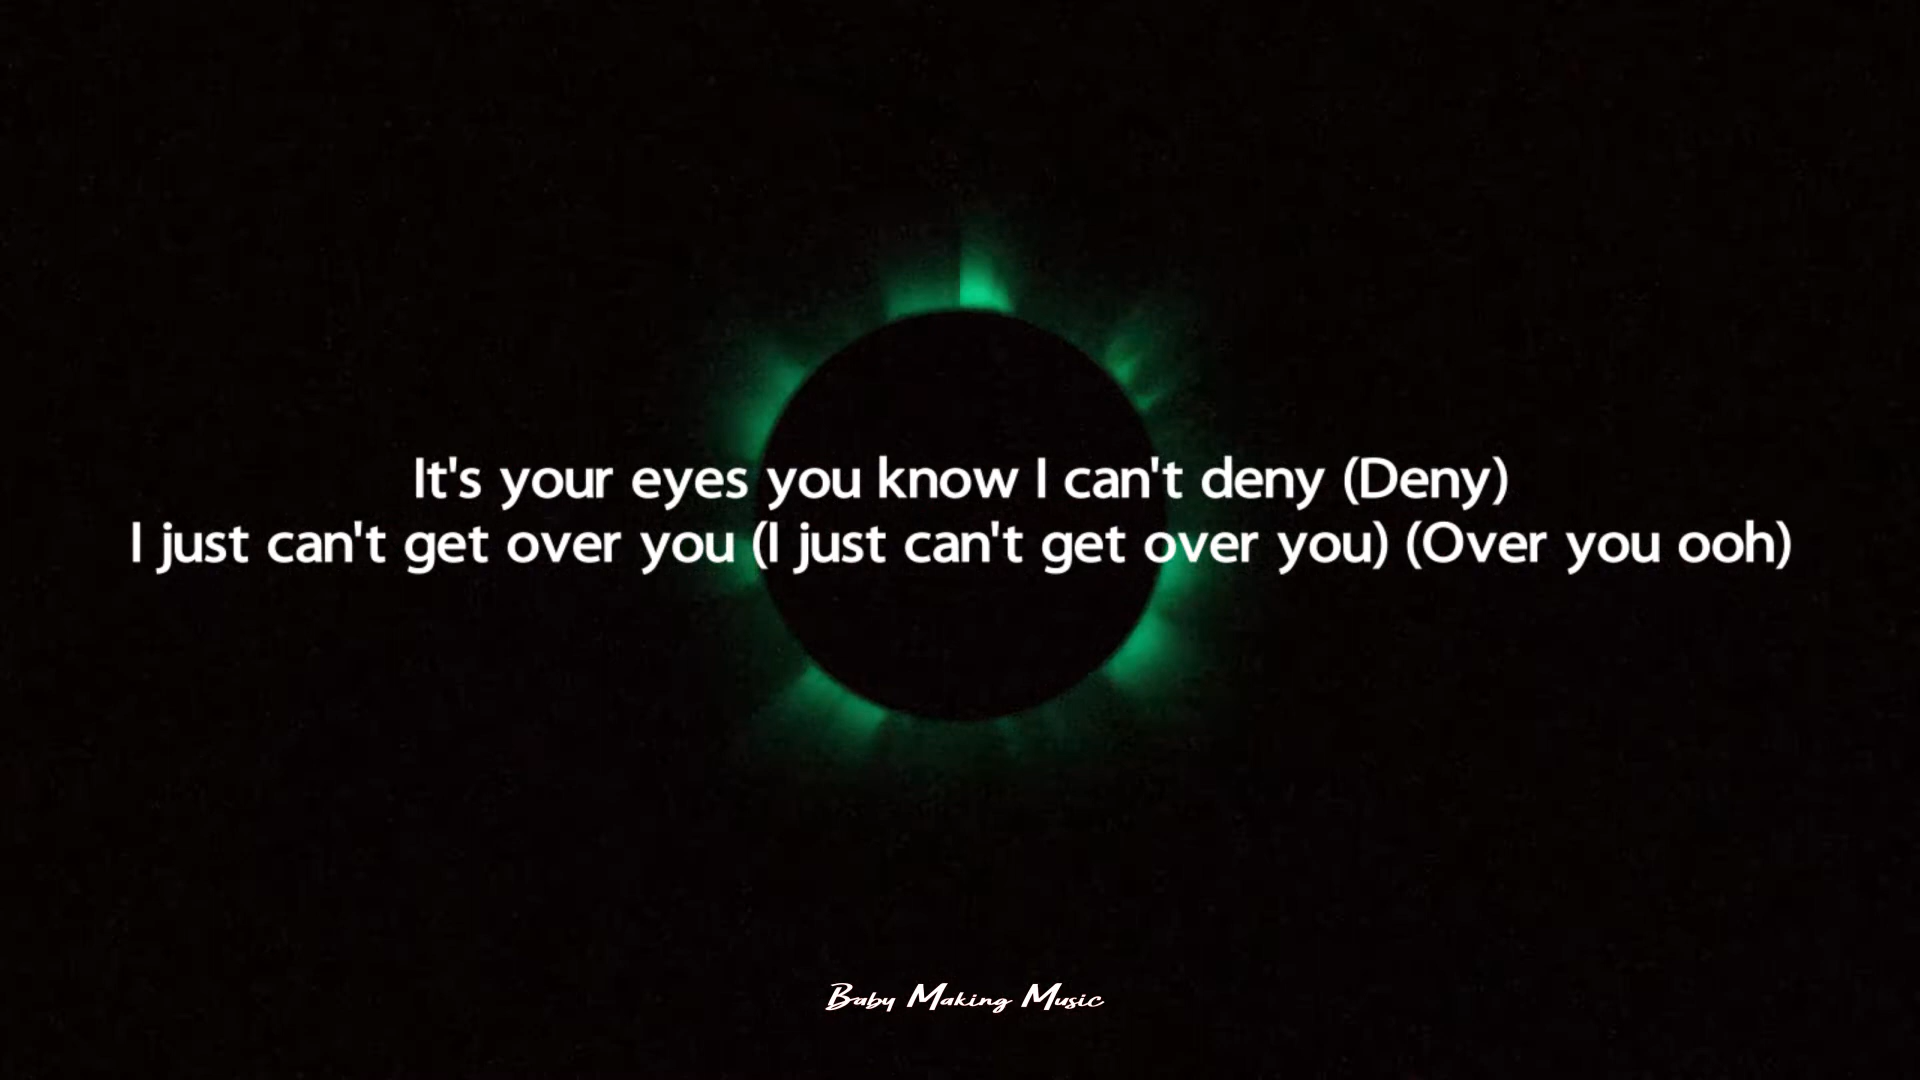 It's your eyes you know I can't deny (Deny)
I just can't get over you (I just can't get over you) (Over you ooh)
Baby Making Music